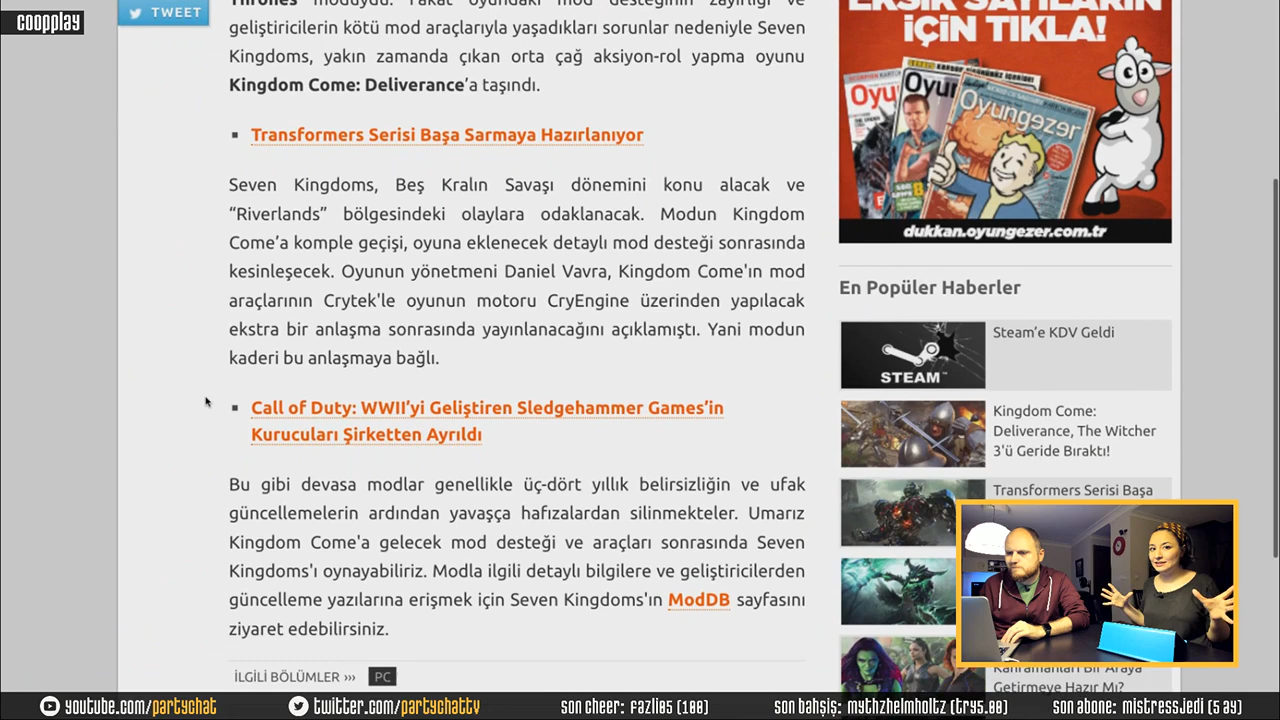 coopplay
TWEET
Thrones moduydu. Fakat oyundaki mod desteğinin zayıflığı ve
geliştiricilerin kötü mod araçlarıyla yaşadıkları sorunlar nedeniyle Seven
Kingdoms, yakın zamanda çıkan orta çağ aksiyon-rol yapma oyunu
Kingdom Come: Deliverance’a taşındı.
Transformers Serisi Başa Sarmaya Hazırlanıyor
Seven Kingdoms, Beş Kralın Savaşı dönemini konu alacak ve
“Riverlands” bölgesindeki olaylara odaklanacak. Modun Kingdom
Come’a komple geçişi, oyuna eklenecek detaylı mod desteği sonrasında
kesinleşecek. Oyunun yönetmeni Daniel Vavra, Kingdom Come'ın mod
araçlarının Crytek'le oyunun motoru CryEngine üzerinden yapılacak
ekstra bir anlaşma sonrasında yayınlanacağını açıklamıştı. Yani modun
kaderi bu anlaşmaya bağlı.
Call of Duty: WWII’yi Geliştiren Sledgehammer Games’in
Kurucuları Şirketten Ayrıldı
Bu gibi devasa modlar genellikle üç-dört yıllık belirsizliğin ve ufak
güncellemelerin ardından yavaşça hafızalardan silinmekteler. Umarız
Kingdom Come'a gelecek mod desteği ve araçları sonrasında Seven
Kingdoms'ı oynayabiliriz. Modla ilgili detaylı bilgilere ve geliştiricilerden
güncelleme yazılarına erişmek için Seven Kingdoms'ın ModDB sayfasını
ziyaret edebilirsiniz.
İLGİLİ BÖLÜMLER ››› PC
EKSİK SAYILARIN
İÇİN TIKLA!
Oyungezer
dukkan.oyungezer.com.tr
En Popüler Haberler
STEAM
Steam’e KDV Geldi
Kingdom Come:
Deliverance, The Witcher
3'ü Geride Bıraktı!
Transformers Serisi Başa
Kahramanları Bir Araya
Getirmeye Hazır Mı?
youtube.com/partychat
twitter.com/partychattv
son cheer: fazli05 (100)
son bahşiş: mythzhelmholtz (try5.00)
son abone: mistressjedi (5 ay)